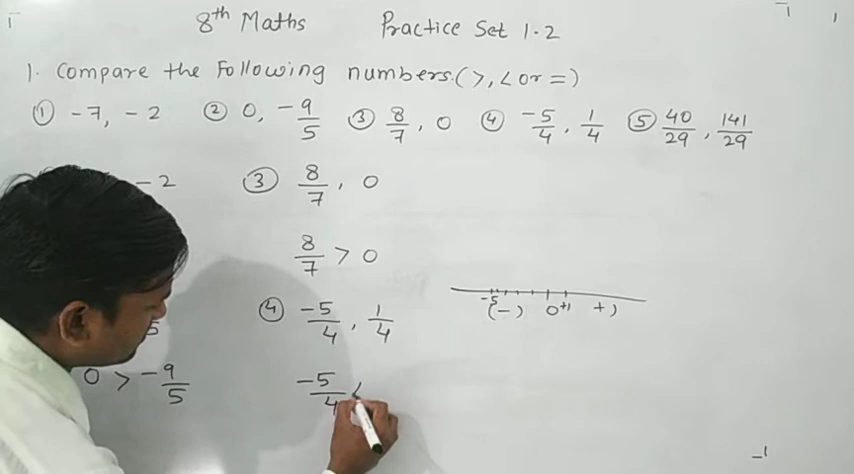 8th Maths Practice Set 1.2
1. Compare the Following numbers.(>, < or =)
① -7, -2 ② 0, -9/5 ③ 8/7, 0 ④ -5/4, 1/4 ⑤ 40/29, 141/29
-2 ③ 8/7, 0
8/7 > 0
-5 (-) 0 +1 +)
5 ④ -5/4, 1/4
0 > -9/5 -5/4 <